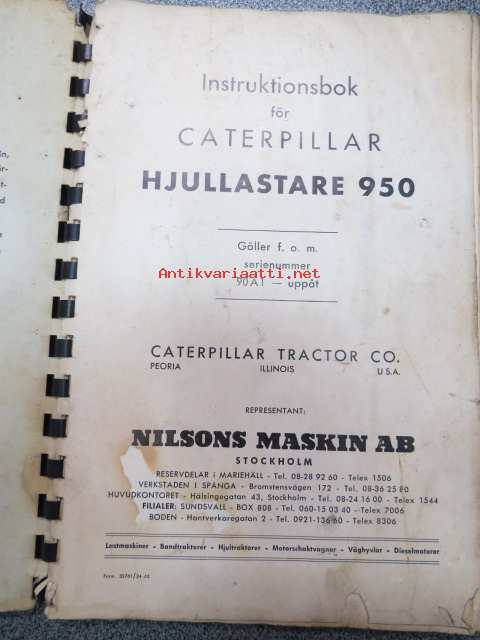 Instruktionsbok
för
CATERPILLAR
HJULLASTARE 950
Gäller f. o. m.
serienummer
Antikvariaatti.net
90A1 — uppåt
CATERPILLAR TRACTOR CO.
PEORIA ILLINOIS U.S.A.
REPRESENTANT:
NILSONS MASKIN AB
STOCKHOLM
RESERVDELAR i MARIEHÄLL - Tel. 08-28 92 60 - Telex 1506
VERKSTADEN i SPÅNGA - Bromstensvägen 172 - Tel. 08-36 25 80
HUVUDKONTORET - Hälsingegatan 43, Stockholm - Tel. 08-24 16 00 - Telex 1544
FILIALER: SUNDSVALL - BOX 808 - Tel. 060-15 03 40 - Telex 7006
BODEN - Hantverkaregatan 2 - Tel. 0921-136 60 - Telex 8306
Lastmaskiner - Bandtraktorer - Hjultraktorer - Motorschaktvagnar - Väghyvlar - Dieselmotorer